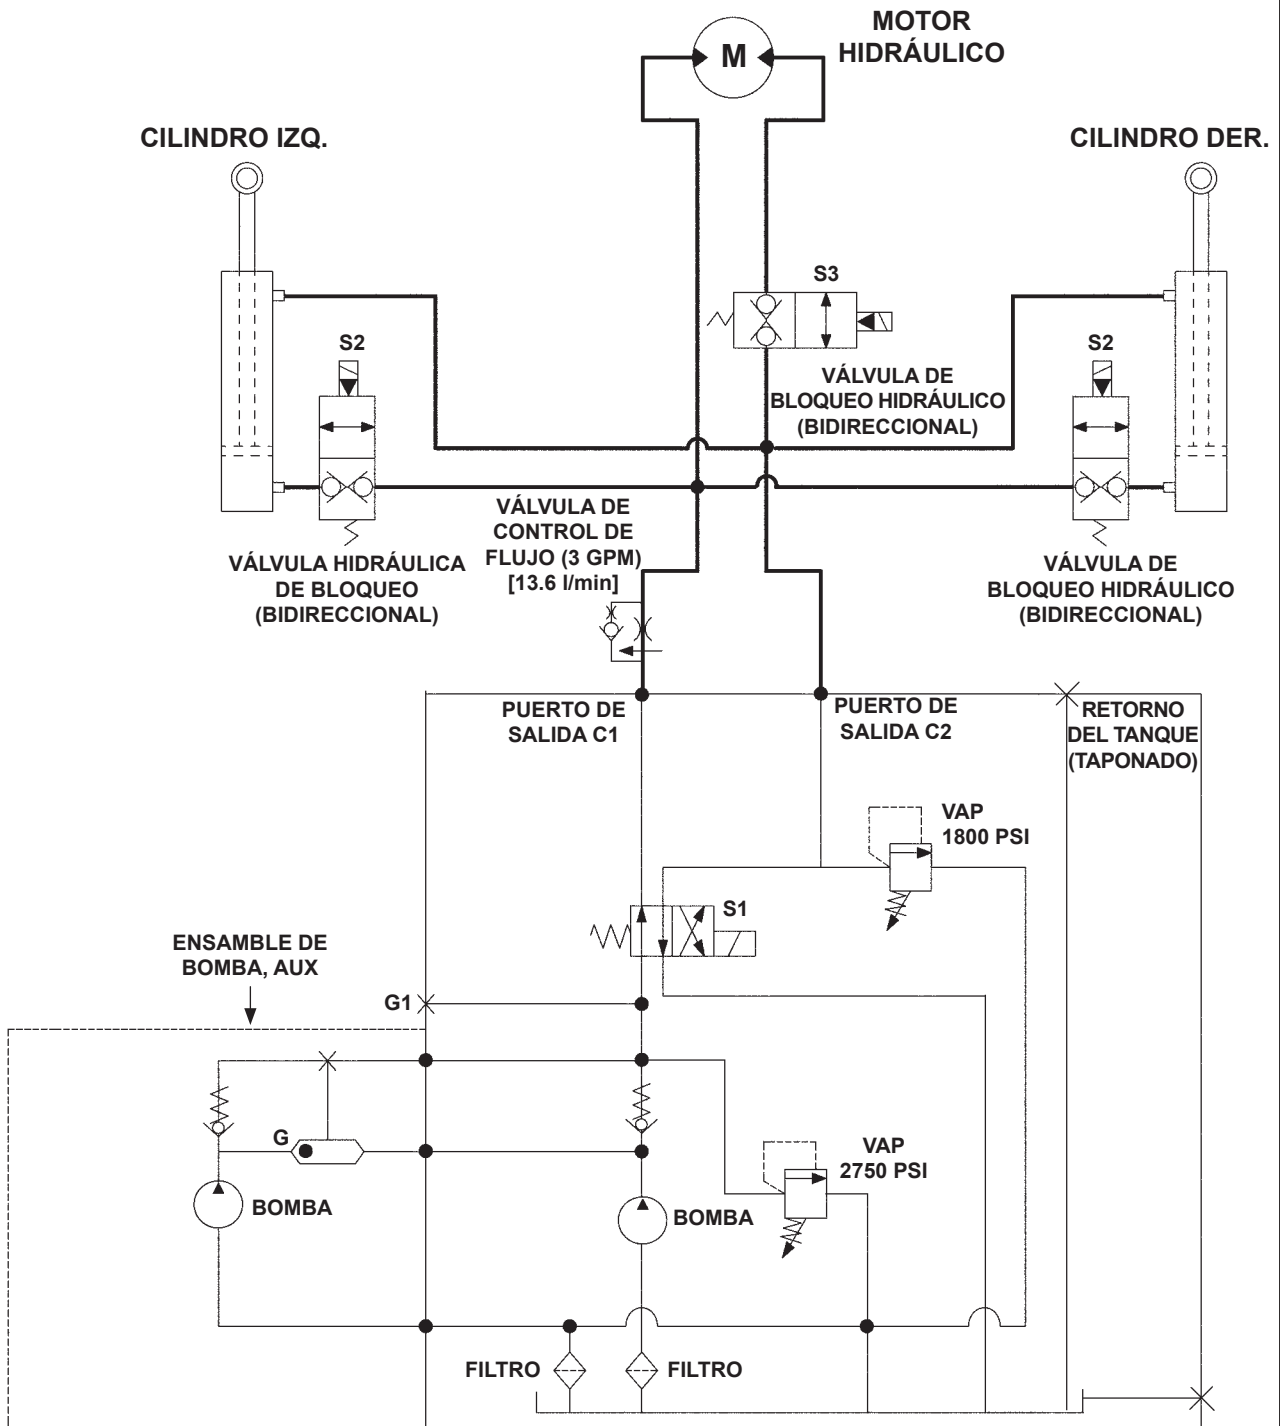 MOTOR
HIDRÁULICO
M
CILINDRO IZQ.
CILINDRO DER.
S3
S2
S2
VÁLVULA DE
BLOQUEO HIDRÁULICO
(BIDIRECCIONAL)
VÁLVULA DE
CONTROL DE
FLUJO (3 GPM)
[13.6 l/min]
VÁLVULA HIDRÁULICA
DE BLOQUEO
(BIDIRECCIONAL)
VÁLVULA DE
BLOQUEO HIDRÁULICO
(BIDIRECCIONAL)
PUERTO DE
SALIDA C1
PUERTO DE
SALIDA C2
RETORNO
DEL TANQUE
(TAPONADO)
VAP
1800 PSI
S1
ENSAMBLE DE
BOMBA, AUX
G1
G
VAP
2750 PSI
BOMBA
BOMBA
FILTRO
FILTRO